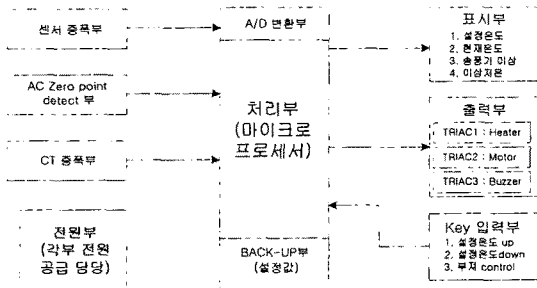 센서 증폭부
AC Zero point
detect 부
CT 증폭부
전원부
(각부 전원
공급 담당)
A/D 변환부
처리부
(마이크로
프로세서)
BACK-UP부
(설정값)
표시부
1. 설정온도
2. 현재온도
3. 송풍기 이상
4. 이상저온
출력부
TRIAC1 : Heater
TRIAC2 : Motor
TRIAC3 : Buzzer
Key 입력부
1. 설정온도 up
2. 설정온도down
3. 부져 control